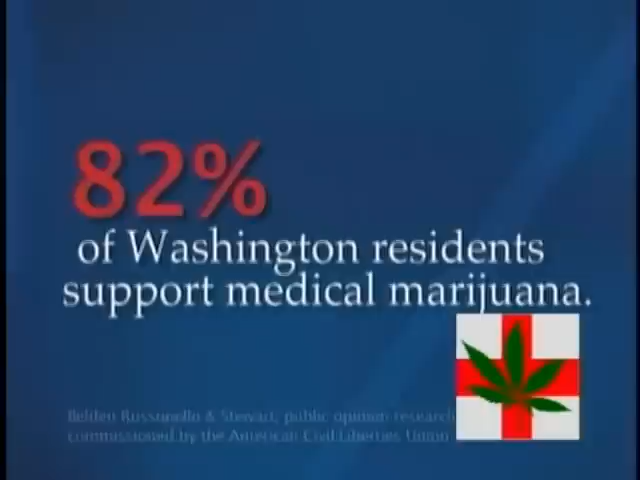 82%
of Washington residents
support medical marijuana.
Belden Russonello & Stewart, public opinion research
commissioned by the American Civil Liberties Union